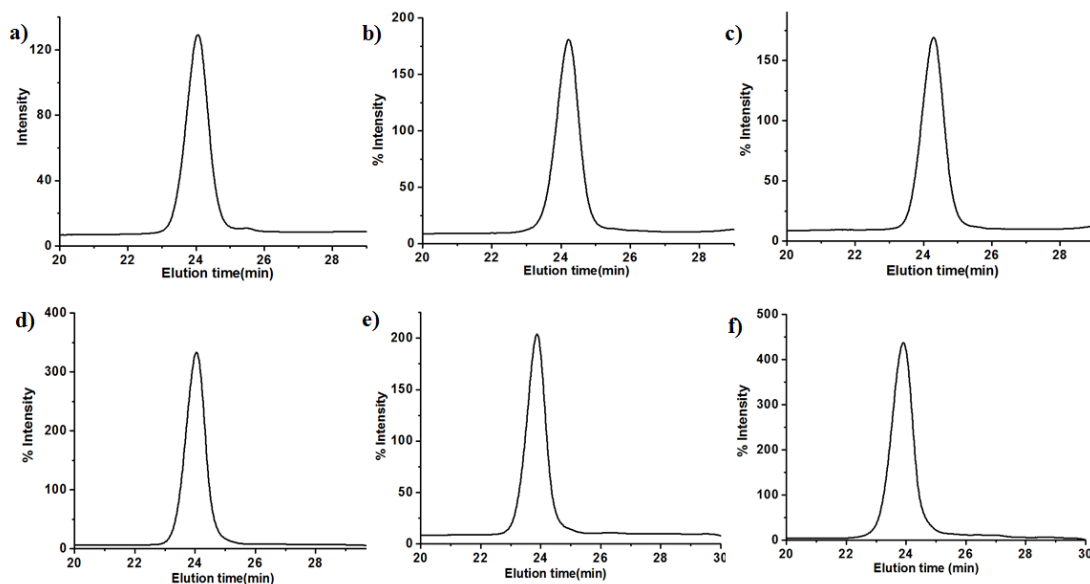 a)
Intensity
120
80
40
0
20 22 24 26 28
Elution time(min)
b)
% Intensity
200
150
100
50
0
20 22 24 26 28
Elution time(min)
c)
% Intensity
150
100
50
0
20 22 24 26 28
Elution time(min)
d)
% Intensity
400
300
200
100
0
20 22 24 26 28
Elution time(min)
e)
% Intensity
200
150
100
50
0
20 22 24 26 28 30
Elution time(min)
f)
% Intensity
500
400
300
200
100
0
20 22 24 26 28 30
Elution time (min)